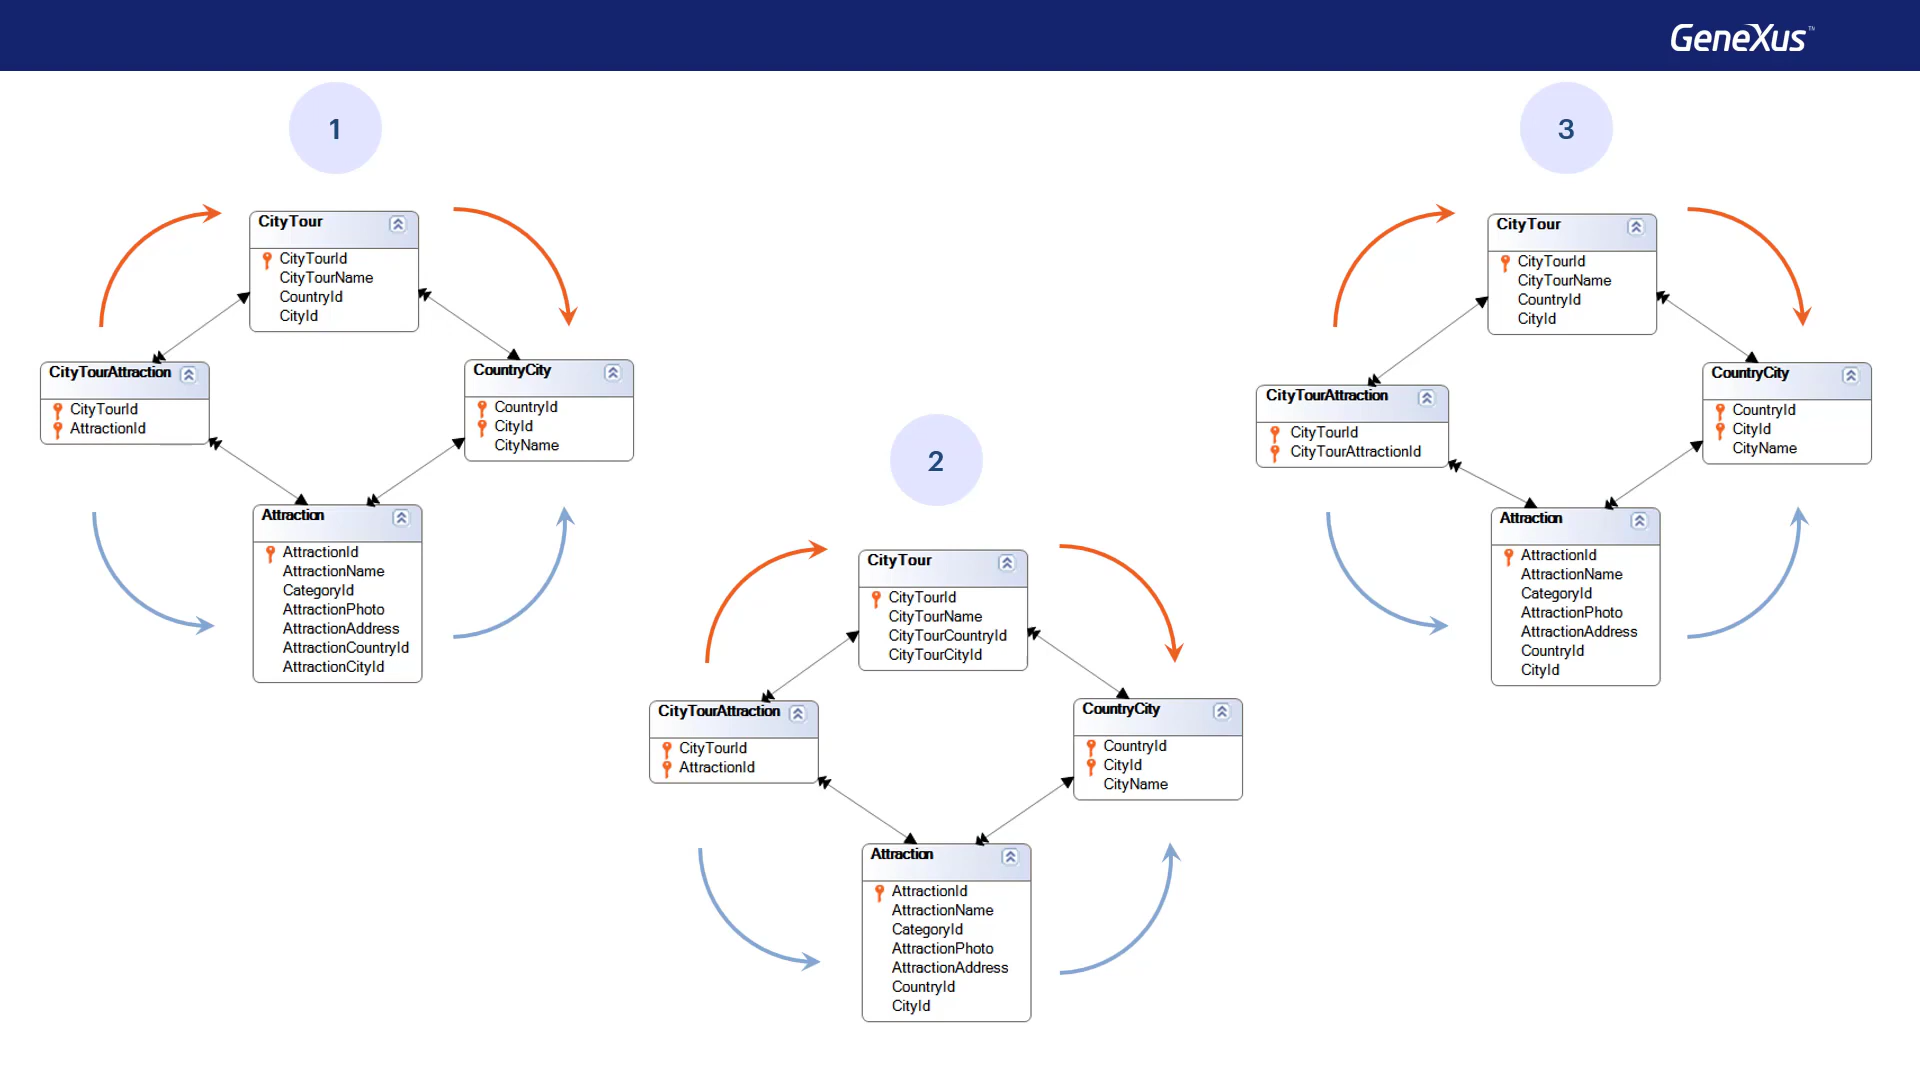 GeneXus™
1
CityTour
CityTourId
CityTourName
CountryId
CityId
CityTourAttraction
CityTourId
AttractionId
CountryCity
CountryId
CityId
CityName
Attraction
AttractionId
AttractionName
CategoryId
AttractionPhoto
AttractionAddress
AttractionCountryId
AttractionCityId
2
CityTour
CityTourId
CityTourName
CityTourCountryId
CityTourCityId
CityTourAttraction
CityTourId
AttractionId
CountryCity
CountryId
CityId
CityName
Attraction
AttractionId
AttractionName
CategoryId
AttractionPhoto
AttractionAddress
CountryId
CityId
3
CityTour
CityTourId
CityTourName
CountryId
CityId
CityTourAttraction
CityTourId
CityTourAttractionId
CountryCity
CountryId
CityId
CityName
Attraction
AttractionId
AttractionName
CategoryId
AttractionPhoto
AttractionAddress
CountryId
CityId